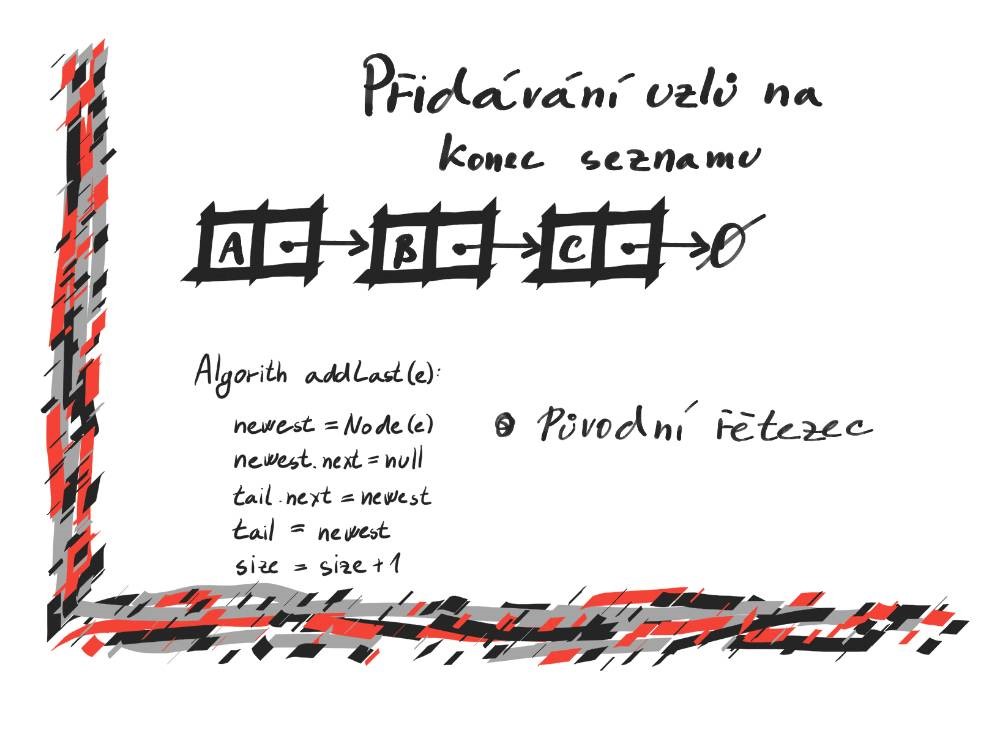 Přidávání uzlů na
konec seznamu
A B C Ø
Algorith addLast(e):
newest = Node(e)
newest.next = null
tail.next = newest
tail = newest
size = size + 1
Původní řětezec